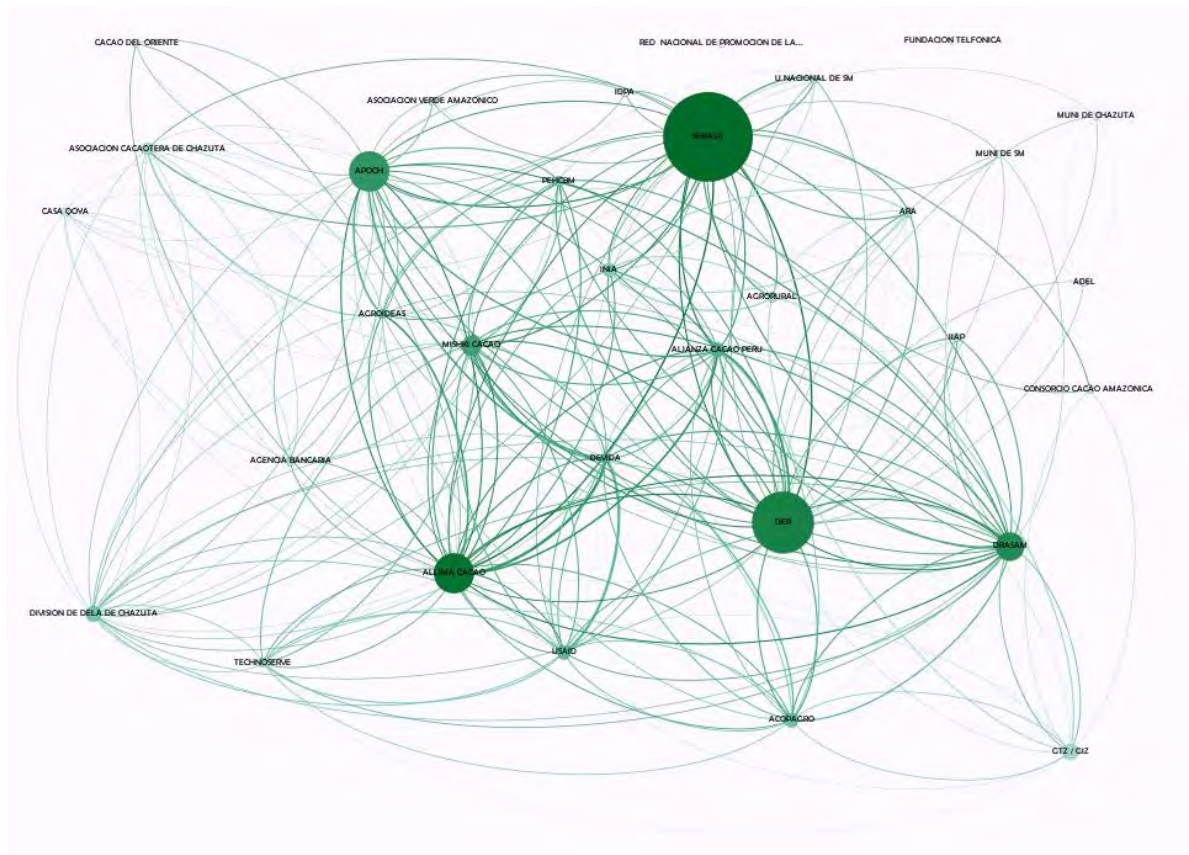 CACAO DEL ORIENTE
RED NACIONAL DE PROMOCION DE LA...
FUNDACION TELFONICA
U.NACIONAL DE SM
IDPA
ASOCIACION VERDE AMAZONICO
MUNI DE CHAZUTA
ASOCIACION CACAOTERA DE CHAZUTA
MUNI DE SM
APOCH
PEHCBM
CASA OOVA
ARA
INIA
ADEL
AGRORURAL
AGROIDEAS
IIAP
MISHKI CACAO
ALIANZA CACAO PERU
CONSORCIO CACAO AMAZONICA
DEVIDA
AGENCIA BANCARIA
DER
DRASAM
ALLIMA CACAO
DIVISION DE DELA DE CHAZUTA
USAID
TECHNOSERVE
ACOPAGRO
GTZ / GIZ